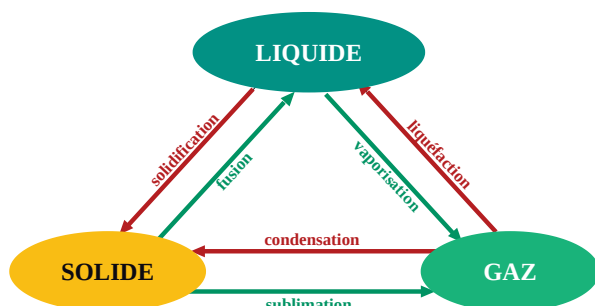 LIQUIDE
solidification
fusion
vaporisation
liquéfaction
condensation
SOLIDE
GAZ
sublimation